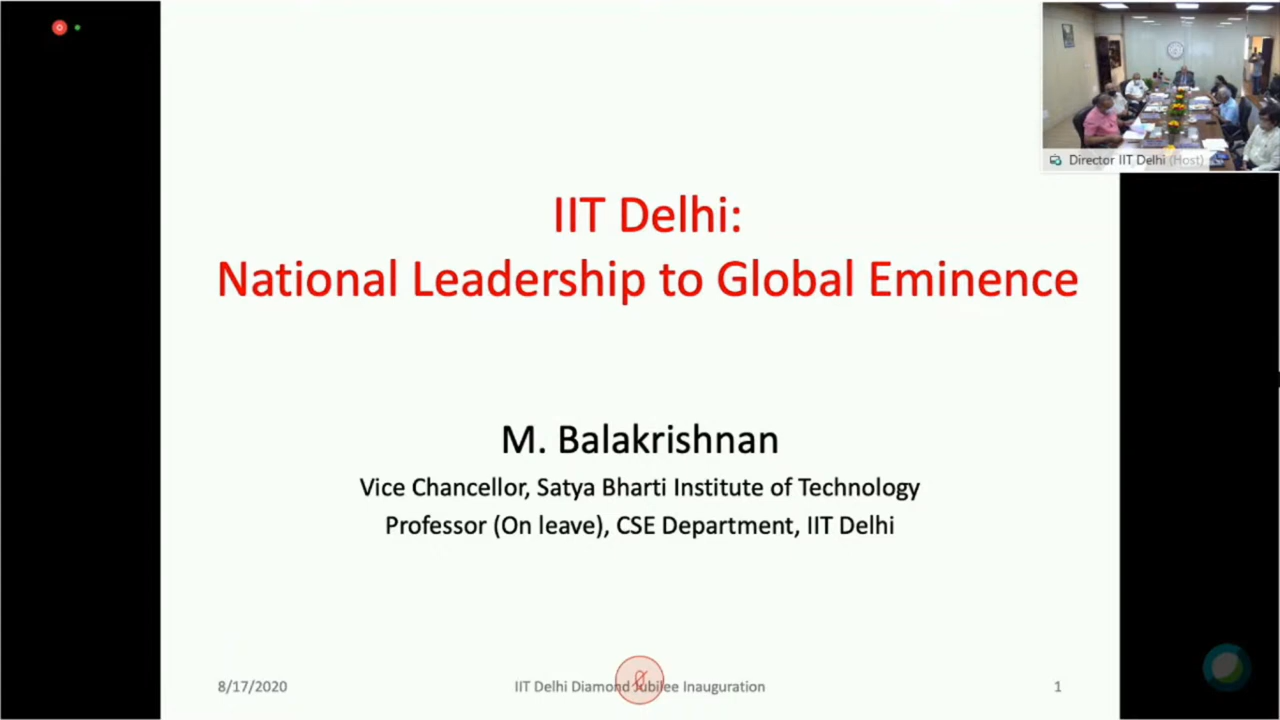 Director IIT Delhi (Host)
IIT Delhi:
National Leadership to Global Eminence
M. Balakrishnan
Vice Chancellor, Satya Bharti Institute of Technology
Professor (On leave), CSE Department, IIT Delhi
8/17/2020
IIT Delhi Diamond Jubilee Inauguration
1